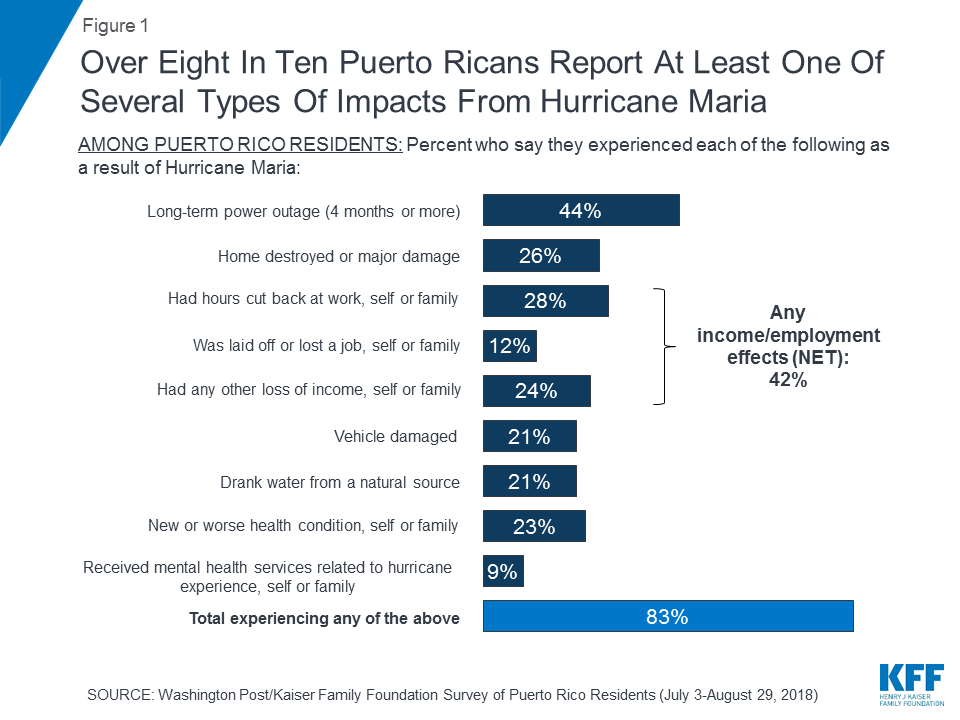 Figure 1
Over Eight In Ten Puerto Ricans Report At Least One Of
Several Types Of Impacts From Hurricane Maria
AMONG PUERTO RICO RESIDENTS: Percent who say they experienced each of the following as
a result of Hurricane Maria:
Long-term power outage (4 months or more)
44%
Home destroyed or major damage
26%
Had hours cut back at work, self or family
28%
Was laid off or lost a job, self or family
12%
Had any other loss of income, self or family
24%
Any
income/employment
effects (NET):
42%
Vehicle damaged
21%
Drank water from a natural source
21%
New or worse health condition, self or family
23%
Received mental health services related to hurricane
experience, self or family
9%
Total experiencing any of the above
83%
SOURCE: Washington Post/Kaiser Family Foundation Survey of Puerto Rico Residents (July 3-August 29, 2018)
KFF
HENRY J KAISER
FAMILY FOUNDATION